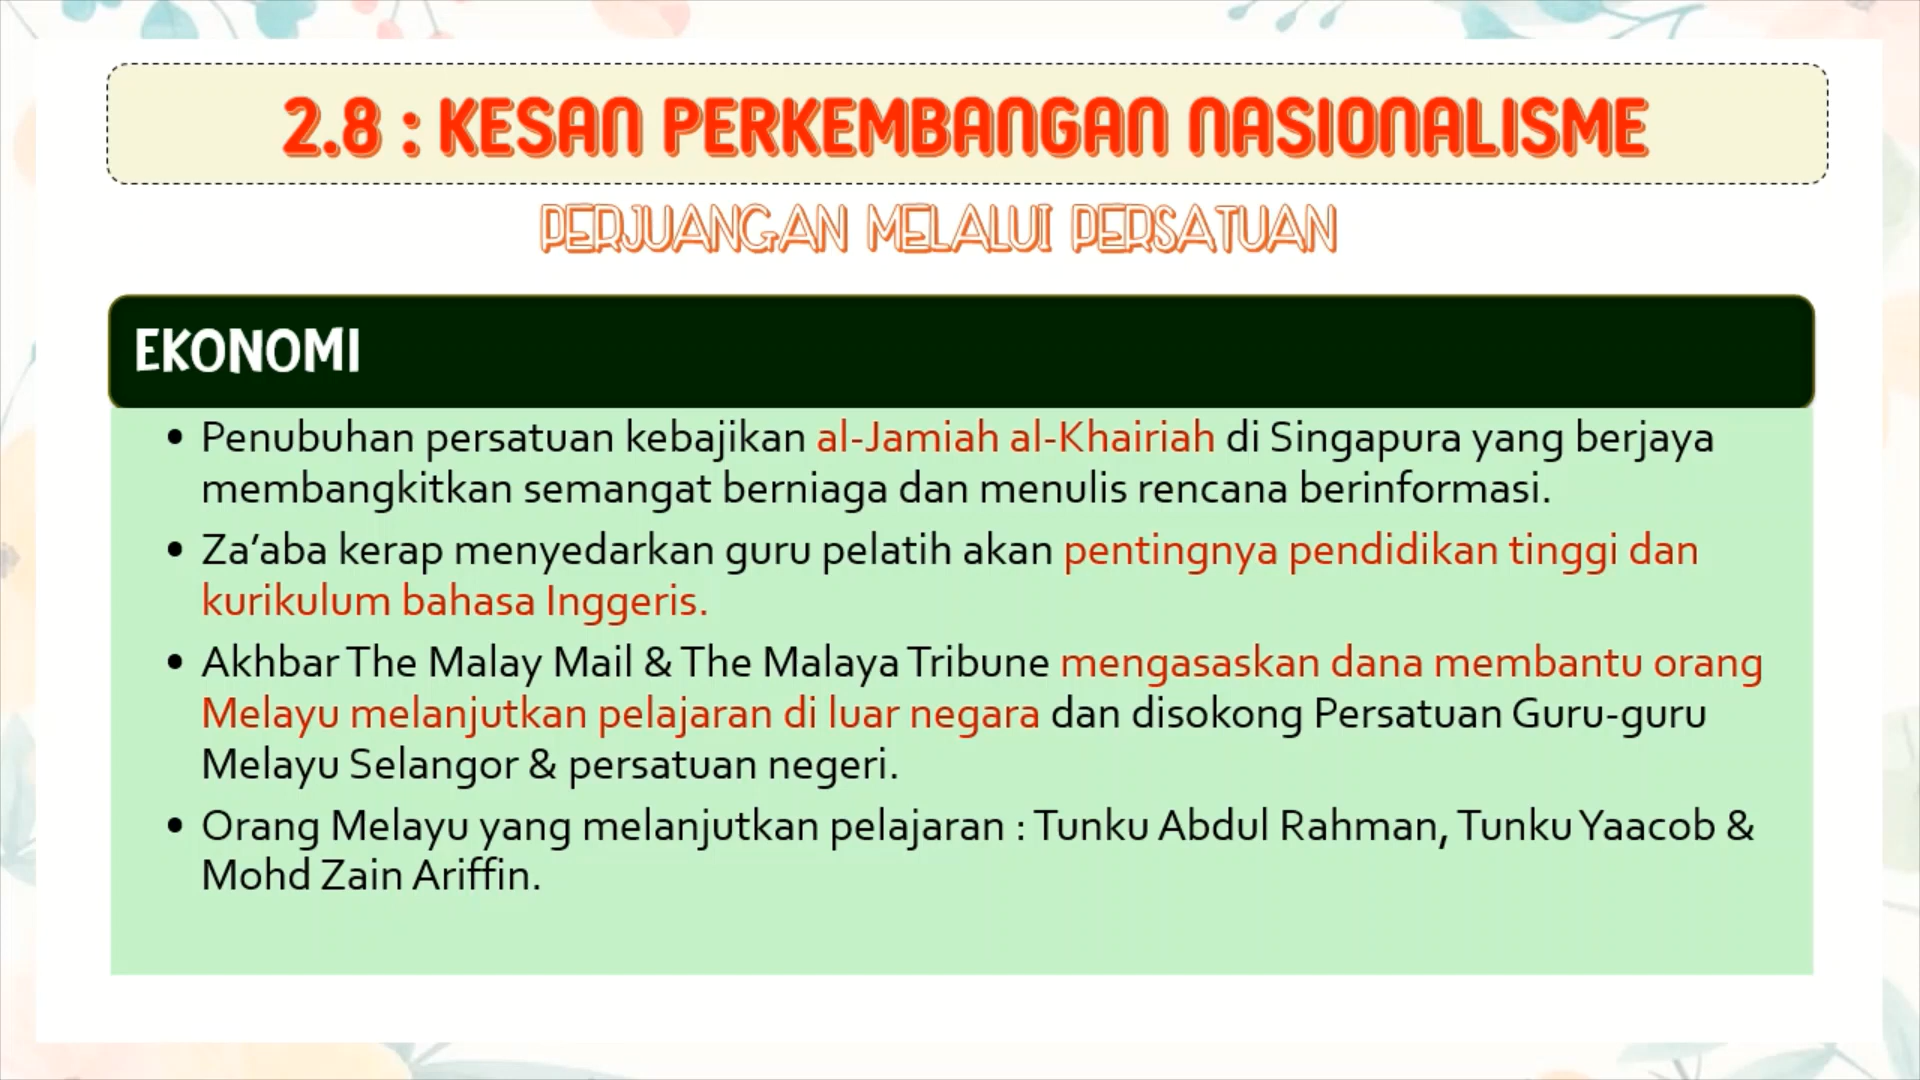 2.8 : KESAN PERKEMBANGAN NASIONALISME
PERJUANGAN MELALUI PERSATUAN
EKONOMI
• Penubuhan persatuan kebajikan al-Jamiah al-Khairiah di Singapura yang berjaya
membangkitkan semangat berniaga dan menulis rencana berinformasi.
• Za’aba kerap menyedarkan guru pelatih akan pentingnya pendidikan tinggi dan
kurikulum bahasa Inggeris.
• Akhbar The Malay Mail & The Malaya Tribune mengasaskan dana membantu orang
Melayu melanjutkan pelajaran di luar negara dan disokong Persatuan Guru-guru
Melayu Selangor & persatuan negeri.
• Orang Melayu yang melanjutkan pelajaran : Tunku Abdul Rahman, Tunku Yaacob &
Mohd Zain Ariffin.